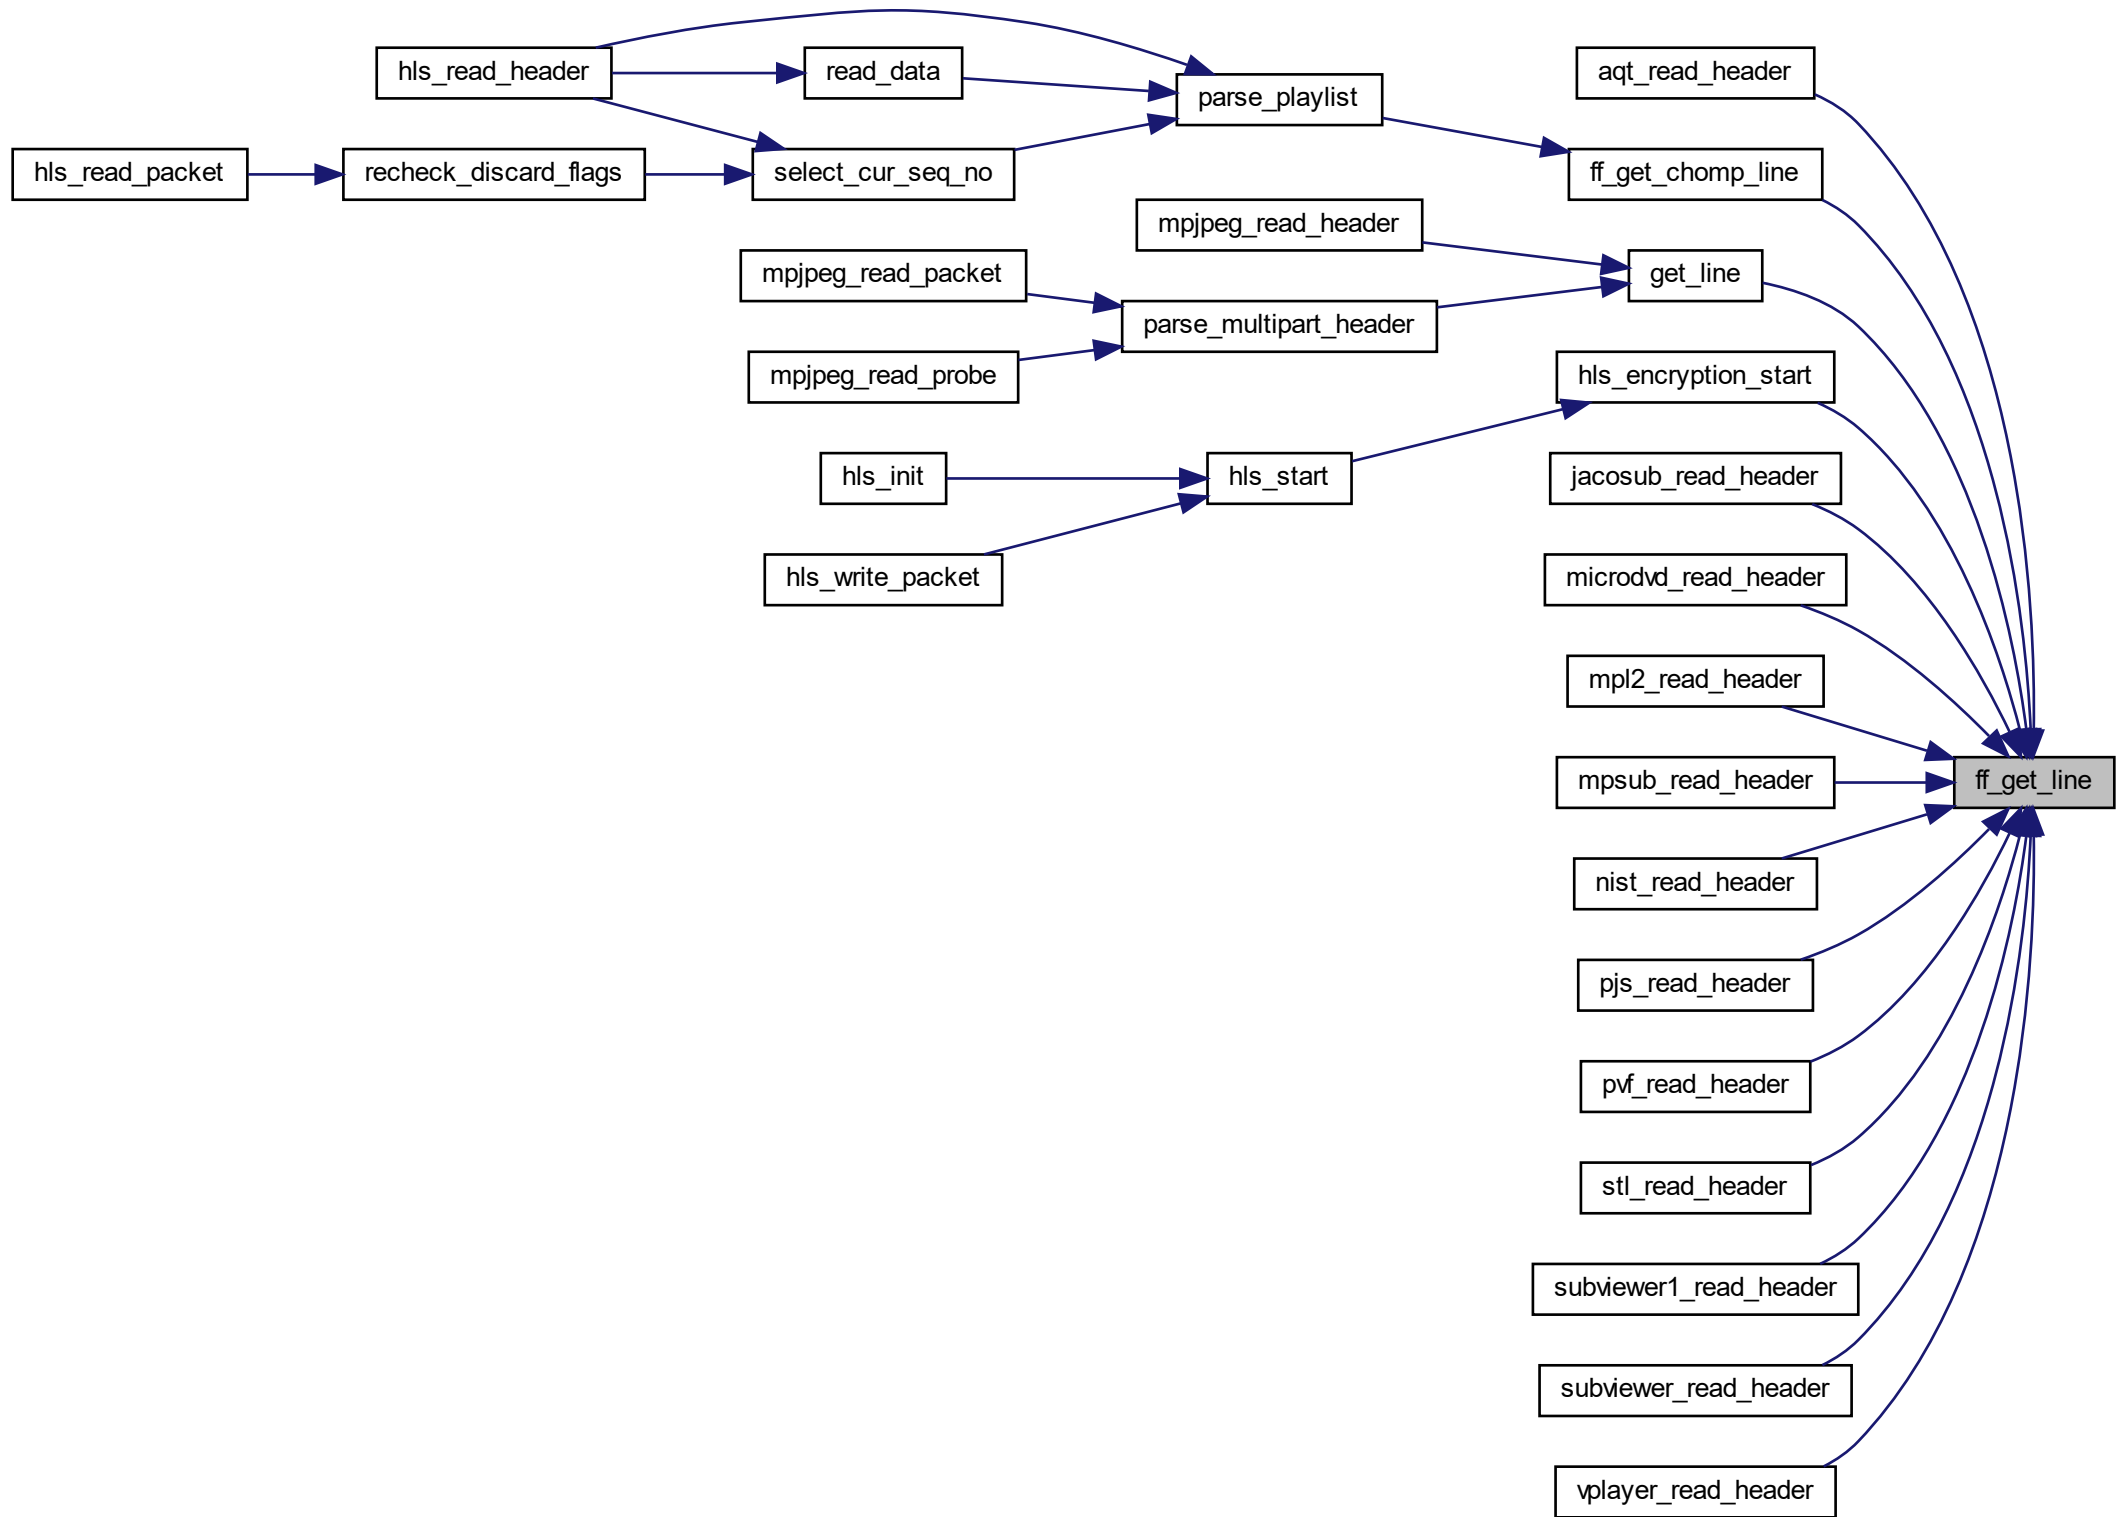 hls_read_header
read_data
parse_playlist
aqt_read_header
hls_read_packet
recheck_discard_flags
select_cur_seq_no
ff_get_chomp_line
mpjpeg_read_header
mpjpeg_read_packet
get_line
parse_multipart_header
mpjpeg_read_probe
hls_encryption_start
hls_init
hls_start
jacosub_read_header
hls_write_packet
microdvd_read_header
mpl2_read_header
mpsub_read_header
ff_get_line
nist_read_header
pjs_read_header
pvf_read_header
stl_read_header
subviewer1_read_header
subviewer_read_header
vplayer_read_header